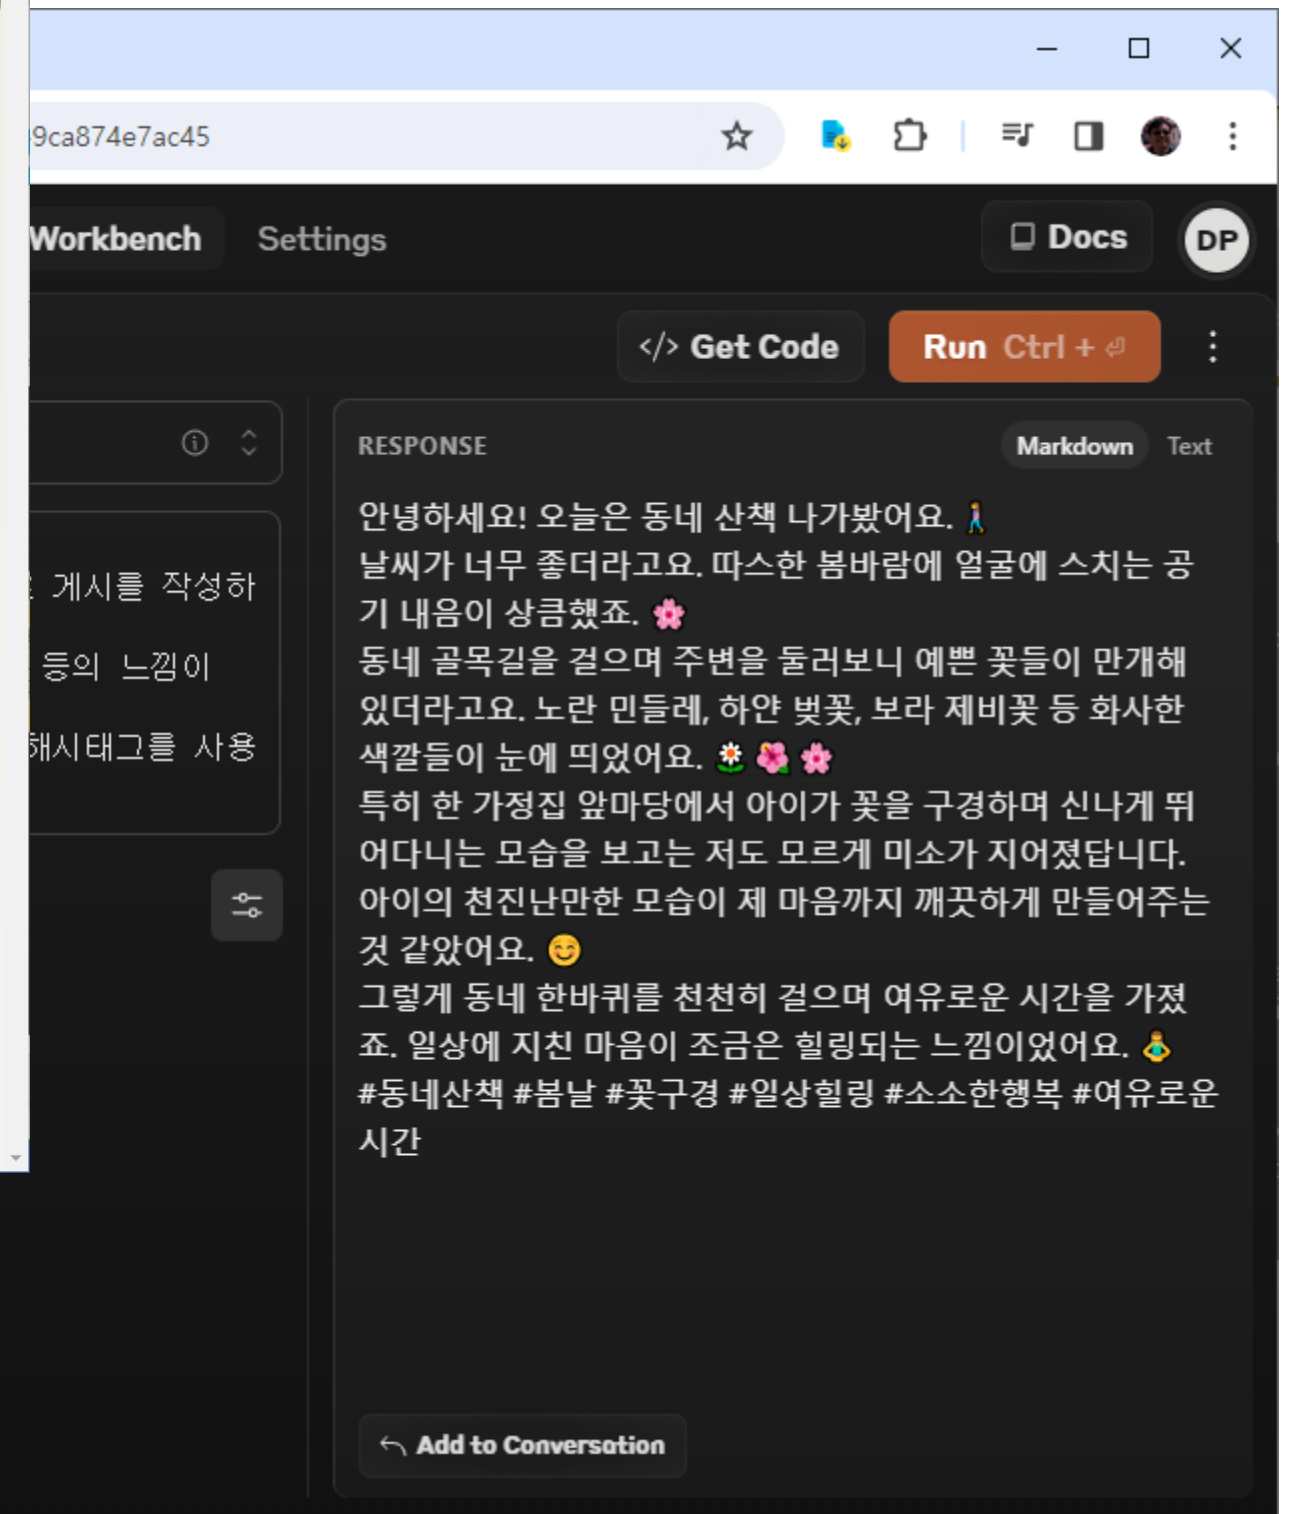 9ca874e7ac45
Workbench Settings Docs DP
</> Get Code Run Ctrl + ⏎
RESPONSE Markdown Text
게시를 작성하
등의 느낌이
해시태그를 사용
안녕하세요! 오늘은 동네 산책 나가봤어요. 🚶‍♀️
날씨가 너무 좋더라고요. 따스한 봄바람에 얼굴에 스치는 공
기 내음이 상큼했죠. 🌸
동네 골목길을 걸으며 주변을 둘러보니 예쁜 꽃들이 만개해
있더라고요. 노란 민들레, 하얀 벚꽃, 보라 제비꽃 등 화사한
색깔들이 눈에 띄었어요. 🌼🌺🌸
특히 한 가정집 앞마당에서 아이가 꽃을 구경하며 신나게 뛰
어다니는 모습을 보고는 저도 모르게 미소가 지어졌답니다.
아이의 천진난만한 모습이 제 마음까지 깨끗하게 만들어주는
것 같았어요. 😊
그렇게 동네 한바퀴를 천천히 걸으며 여유로운 시간을 가졌
죠. 일상에 지친 마음이 조금은 힐링되는 느낌이었어요. 🧘‍♂️
#동네산책 #봄날 #꽃구경 #일상힐링 #소소한행복 #여유로운
시간
Add to Conversation